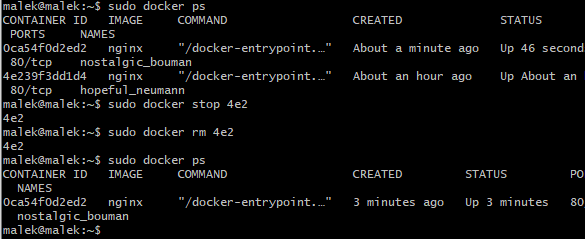 malek@malek:~$ sudo docker ps
CONTAINER ID   IMAGE     COMMAND                  CREATED              STATUS
 PORTS     NAMES
0ca54f0d2ed2   nginx     "/docker-entrypoint.…"   About a minute ago   Up 46 second
 80/tcp    nostalgic_bouman
4e239f3dd1d4   nginx     "/docker-entrypoint.…"   About an hour ago    Up About an
 80/tcp    hopeful_neumann
malek@malek:~$ sudo docker stop 4e2
4e2
malek@malek:~$ sudo docker rm 4e2
4e2
malek@malek:~$ sudo docker ps
CONTAINER ID   IMAGE     COMMAND                  CREATED         STATUS         PO
  NAMES
0ca54f0d2ed2   nginx     "/docker-entrypoint.…"   3 minutes ago   Up 3 minutes   80
  nostalgic_bouman
malek@malek:~$